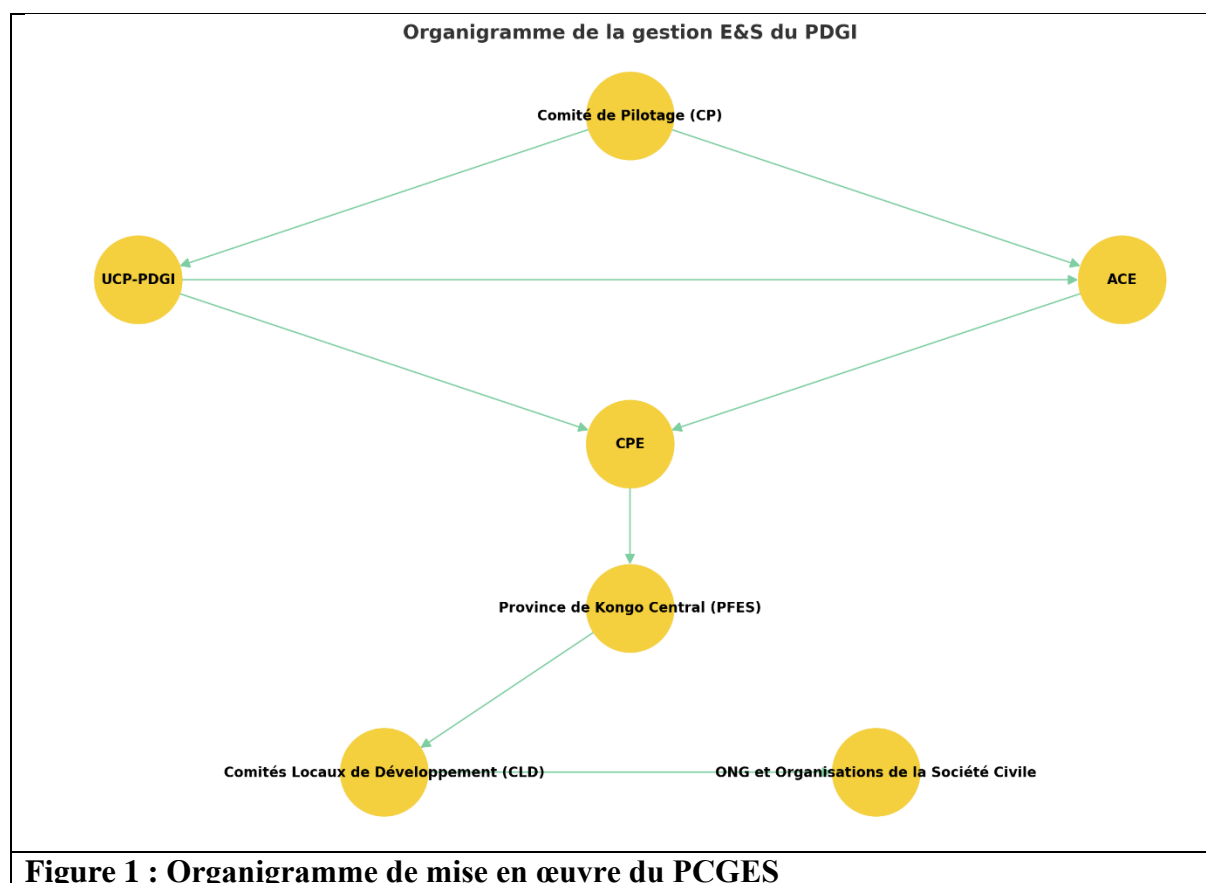 Organigramme de la gestion E&S du PDGI
Comité de Pilotage (CP)
UCP-PDGI
ACE
CPE
Province de Kongo Central (PFES)
Comités Locaux de Développement (CLD)
ONG et Organisations de la Société Civile
Figure 1 : Organigramme de mise en œuvre du PCGES